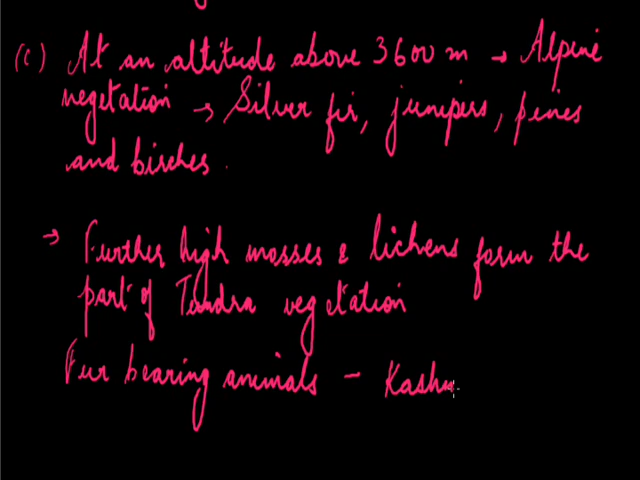 (c) At an altitude above 3600 m → Alpine
vegetation → Silver fir, junipers, pines
and birches.
→ Further high mosses & lichens form the
part of Tundra vegetation
Fur bearing animals - Kash